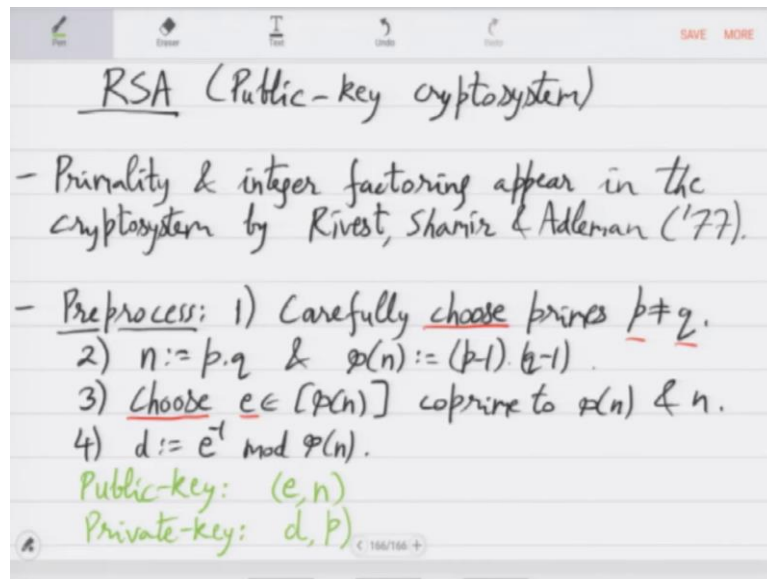 Pen Eraser Text Undo Redo SAVE MORE
RSA (Public-key cryptosystem)
- Primality & integer factoring appear in the
cryptosystem by Rivest, Shamir & Adleman ('77).
- Preprocess: 1) Carefully choose primes p≠q.
2) n := p.q & φ(n) := (p-1).(q-1).
3) Choose e ∈ [φ(n)] coprime to φ(n) & n.
4) d := e⁻¹ mod φ(n).
Public-key: (e,n)
Private-key: d, p)
< 166/166 +